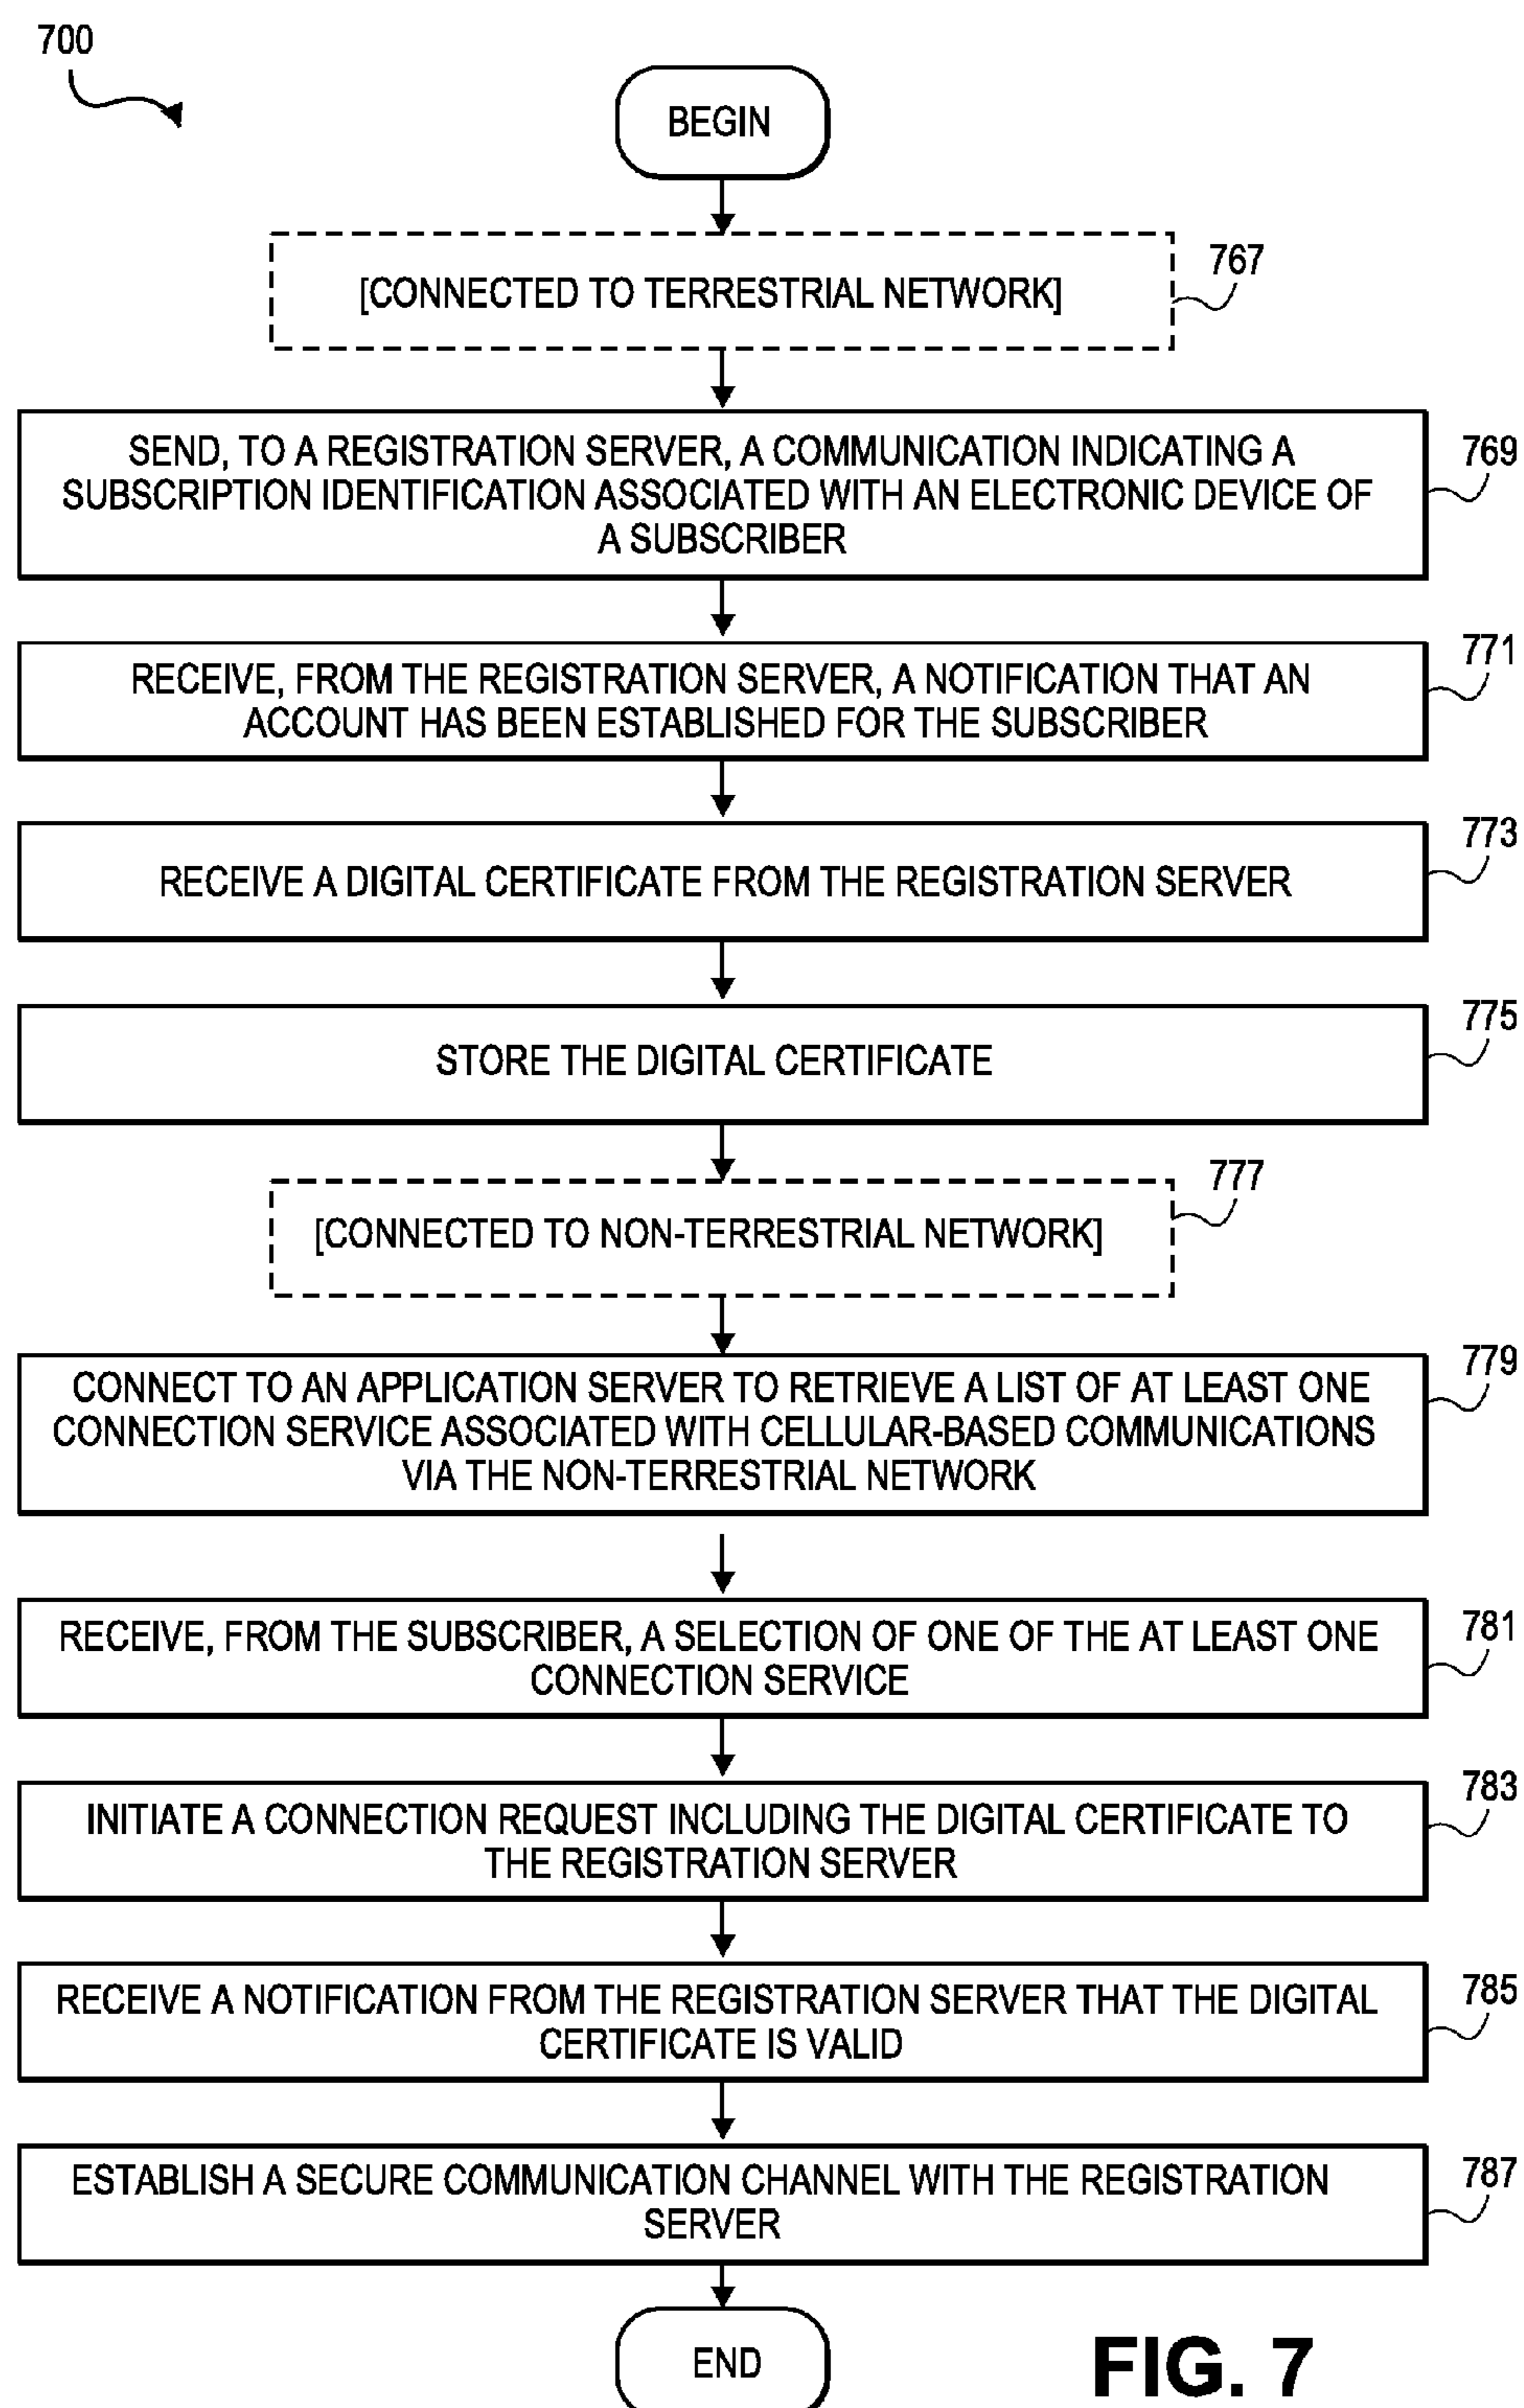 700
BEGIN
[CONNECTED TO TERRESTRIAL NETWORK]
767
SEND, TO A REGISTRATION SERVER, A COMMUNICATION INDICATING A
SUBSCRIPTION IDENTIFICATION ASSOCIATED WITH AN ELECTRONIC DEVICE OF
A SUBSCRIBER
769
RECEIVE, FROM THE REGISTRATION SERVER, A NOTIFICATION THAT AN
ACCOUNT HAS BEEN ESTABLISHED FOR THE SUBSCRIBER
771
RECEIVE A DIGITAL CERTIFICATE FROM THE REGISTRATION SERVER
773
STORE THE DIGITAL CERTIFICATE
775
[CONNECTED TO NON-TERRESTRIAL NETWORK]
777
CONNECT TO AN APPLICATION SERVER TO RETRIEVE A LIST OF AT LEAST ONE
CONNECTION SERVICE ASSOCIATED WITH CELLULAR-BASED COMMUNICATIONS
VIA THE NON-TERRESTRIAL NETWORK
779
RECEIVE, FROM THE SUBSCRIBER, A SELECTION OF ONE OF THE AT LEAST ONE
CONNECTION SERVICE
781
INITIATE A CONNECTION REQUEST INCLUDING THE DIGITAL CERTIFICATE TO
THE REGISTRATION SERVER
783
RECEIVE A NOTIFICATION FROM THE REGISTRATION SERVER THAT THE DIGITAL
CERTIFICATE IS VALID
785
ESTABLISH A SECURE COMMUNICATION CHANNEL WITH THE REGISTRATION
SERVER
787
END
FIG. 7